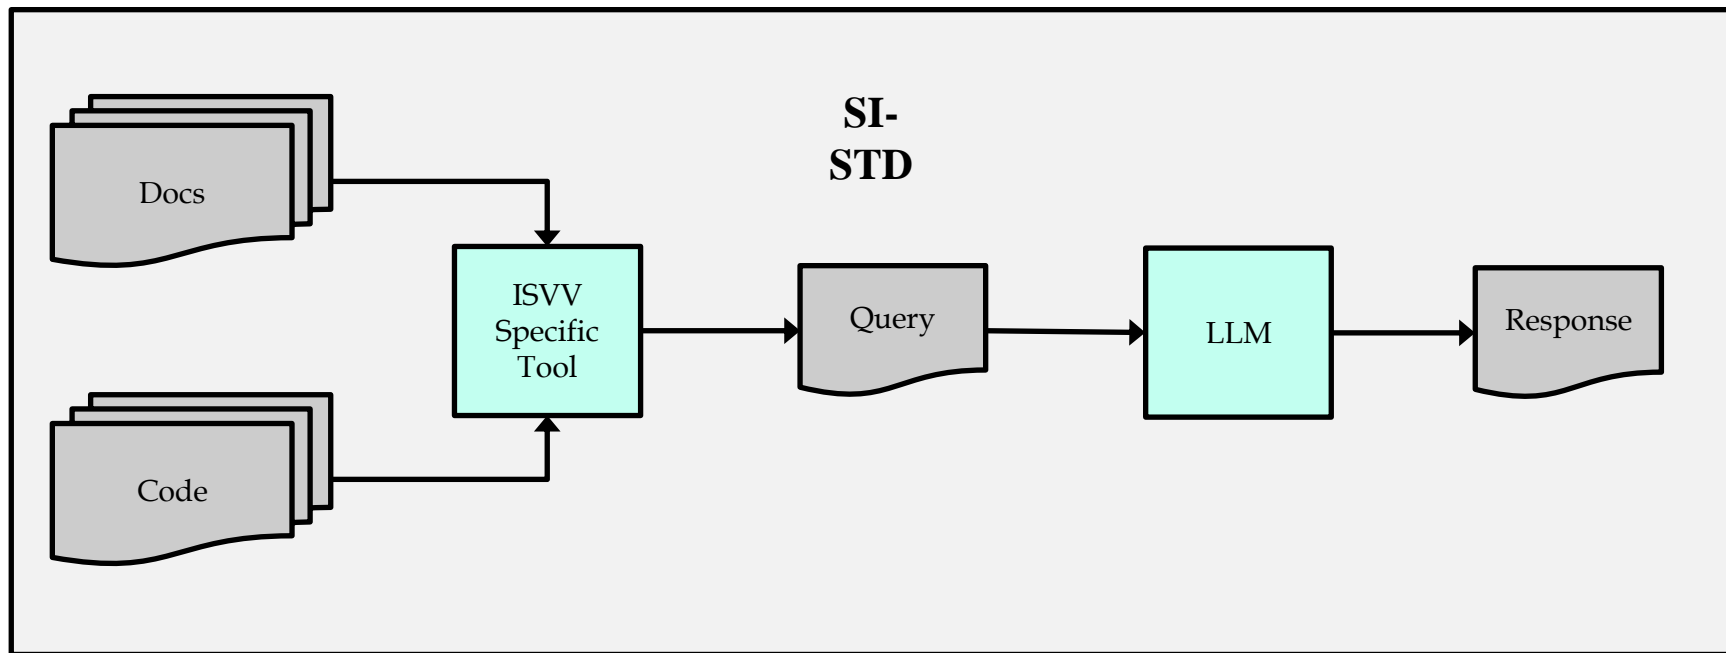 SI-
STD
Docs
ISVV
Specific
Tool
Query
LLM
Response
Code